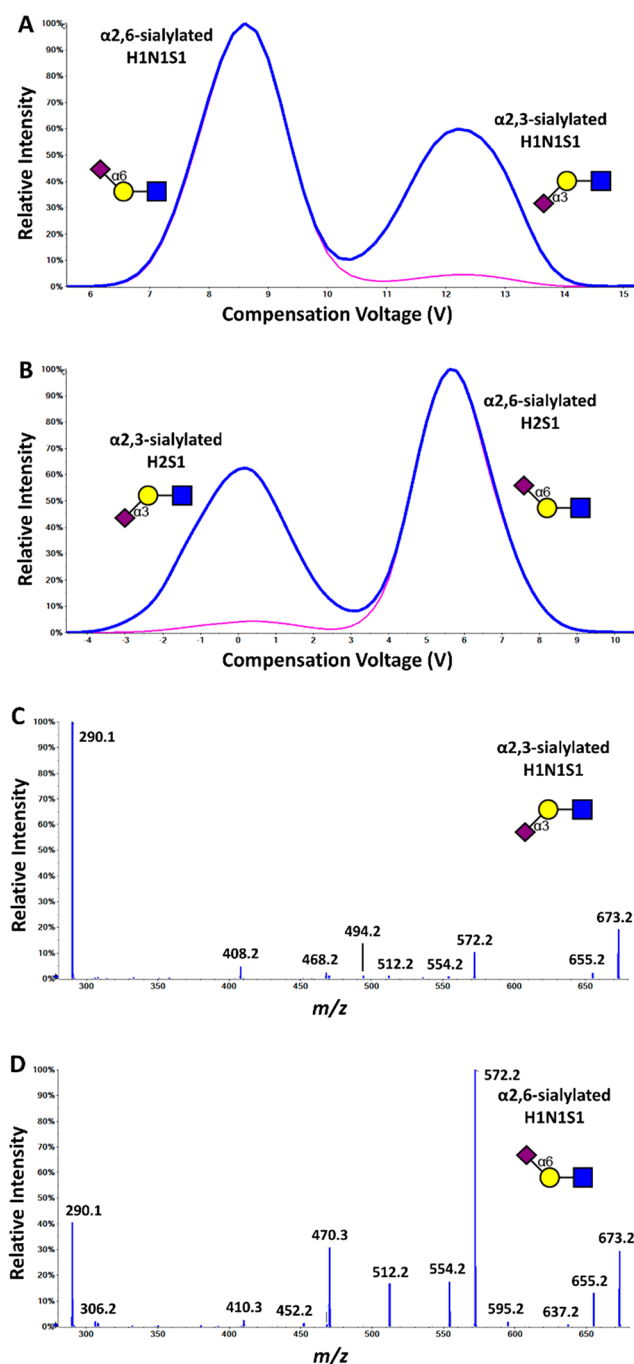 A
α2,6-sialylated
H1N1S1
α2,3-sialylated
H1N1S1
α6
α3
Relative Intensity
100%
90%
80%
70%
60%
50%
40%
30%
20%
10%
0%
6 7 8 9 10 11 12 13 14 15
Compensation Voltage (V)
B
α2,3-sialylated
H2S1
α2,6-sialylated
H2S1
α3
α6
Relative Intensity
100%
90%
80%
70%
60%
50%
40%
30%
20%
10%
0%
-4 -3 -2 -1 0 1 2 3 4 5 6 7 8 9 10
Compensation Voltage (V)
C
α2,3-sialylated
H1N1S1
α3
Relative Intensity
100%
90%
80%
70%
60%
50%
40%
30%
20%
10%
0%
290.1
408.2
468.2
494.2
512.2
554.2
572.2
655.2
673.2
300 350 400 450 500 550 600 650
m/z
D
α2,6-sialylated
H1N1S1
α6
Relative Intensity
100%
90%
80%
70%
60%
50%
40%
30%
20%
10%
0%
290.1
306.2
410.3
452.2
470.3
512.2
554.2
572.2
595.2
637.2
655.2
673.2
300 350 400 450 500 550 600 650
m/z